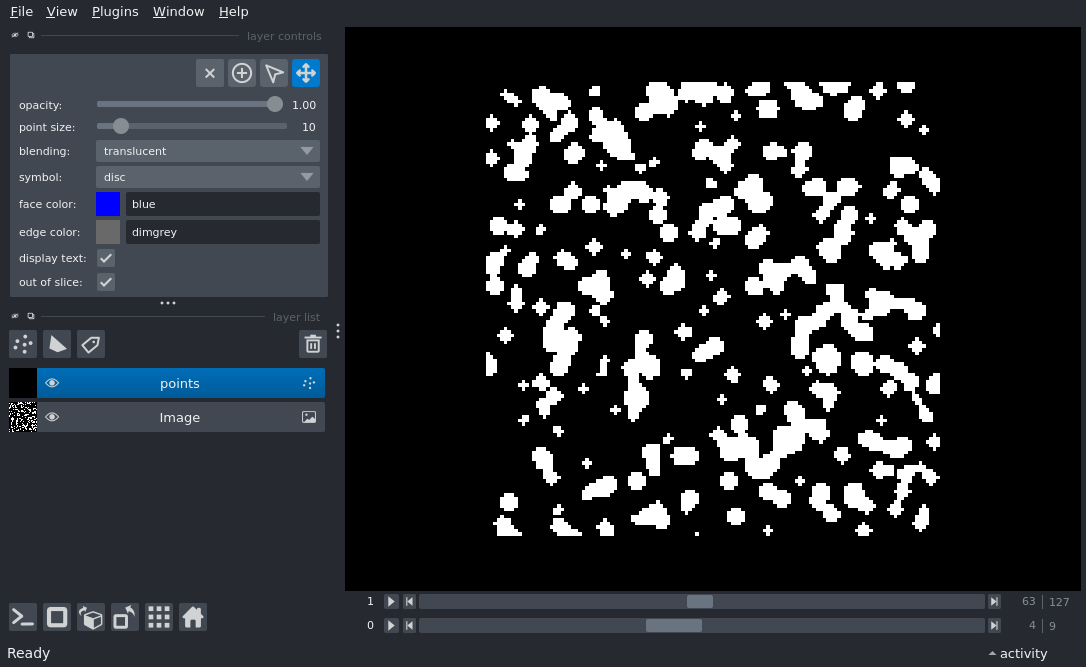 File View Plugins Window Help
layer controls
opacity: 1.00
point size: 10
blending: translucent
symbol: disc
face color: blue
edge color: dimgrey
display text:
out of slice:
layer list
points
Image
1 63 | 127
0 4 | 9
Ready activity